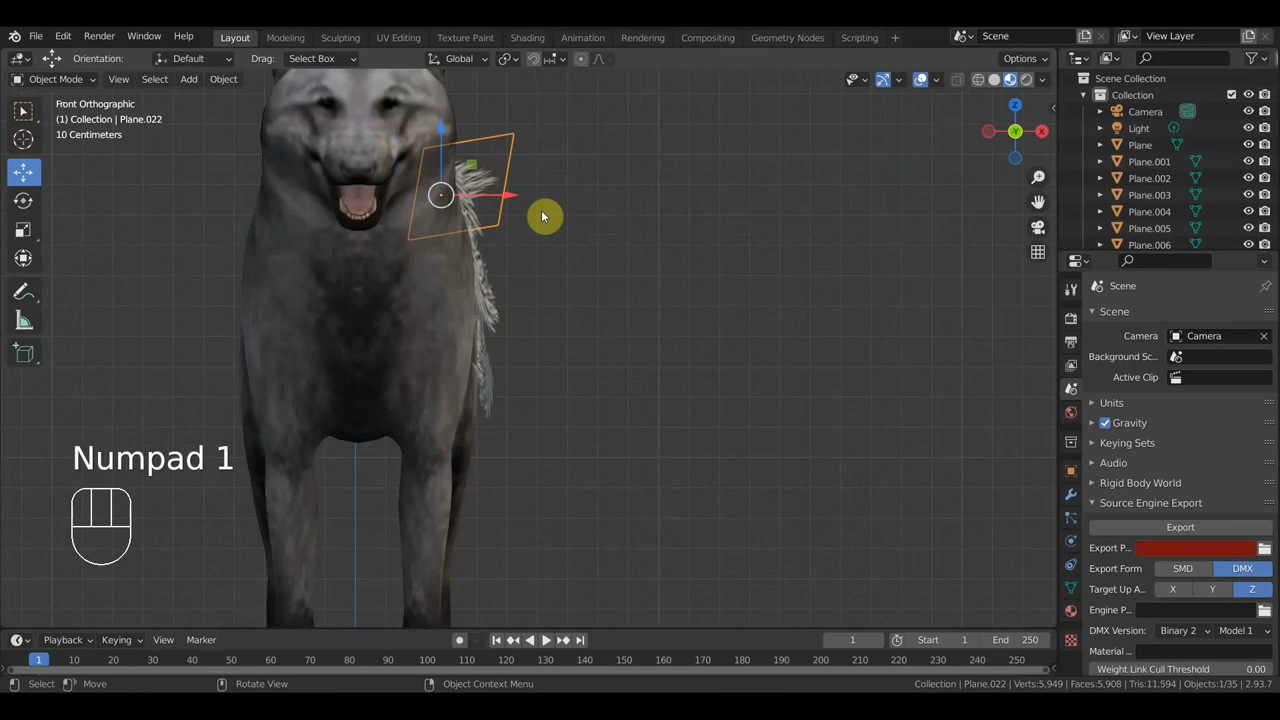 File Edit Render Window Help Layout Modeling Sculpting UV Editing Texture Paint Shading Animation Rendering Compositing Geometry Nodes Scripting + Scene View Layer
Orientation: Default Drag: Select Box Global Options
Object Mode View Select Add Object
Front Orthographic
(1) Collection | Plane.022
10 Centimeters
Z
X
Y
Numpad 1
Scene Collection
Collection
Camera
Light
Plane
Plane.001
Plane.002
Plane.003
Plane.004
Plane.005
Plane.006
Scene
Scene
Camera Camera
Background Sc...
Active Clip
Units
Gravity
Keying Sets
Audio
Rigid Body World
Source Engine Export
Export
Export P...
Export Form SMD DMX
Target Up A... X Y Z
Engine P...
DMX Version: Binary 2 Model 1
Material ...
Weight Link Cull Threshold 0.00
Playback Keying View Marker 1 Start 1 End 250
1 10 20 30 40 50 60 70 80 90 100 110 120 130 140 150 160 170 180 190 200 210 220 230 240 250
Select Move Rotate View Object Context Menu Collection | Plane.022 | Verts:5,949 | Faces:5,908 | Tris:11,594 | Objects:1/35 | 2.93.7